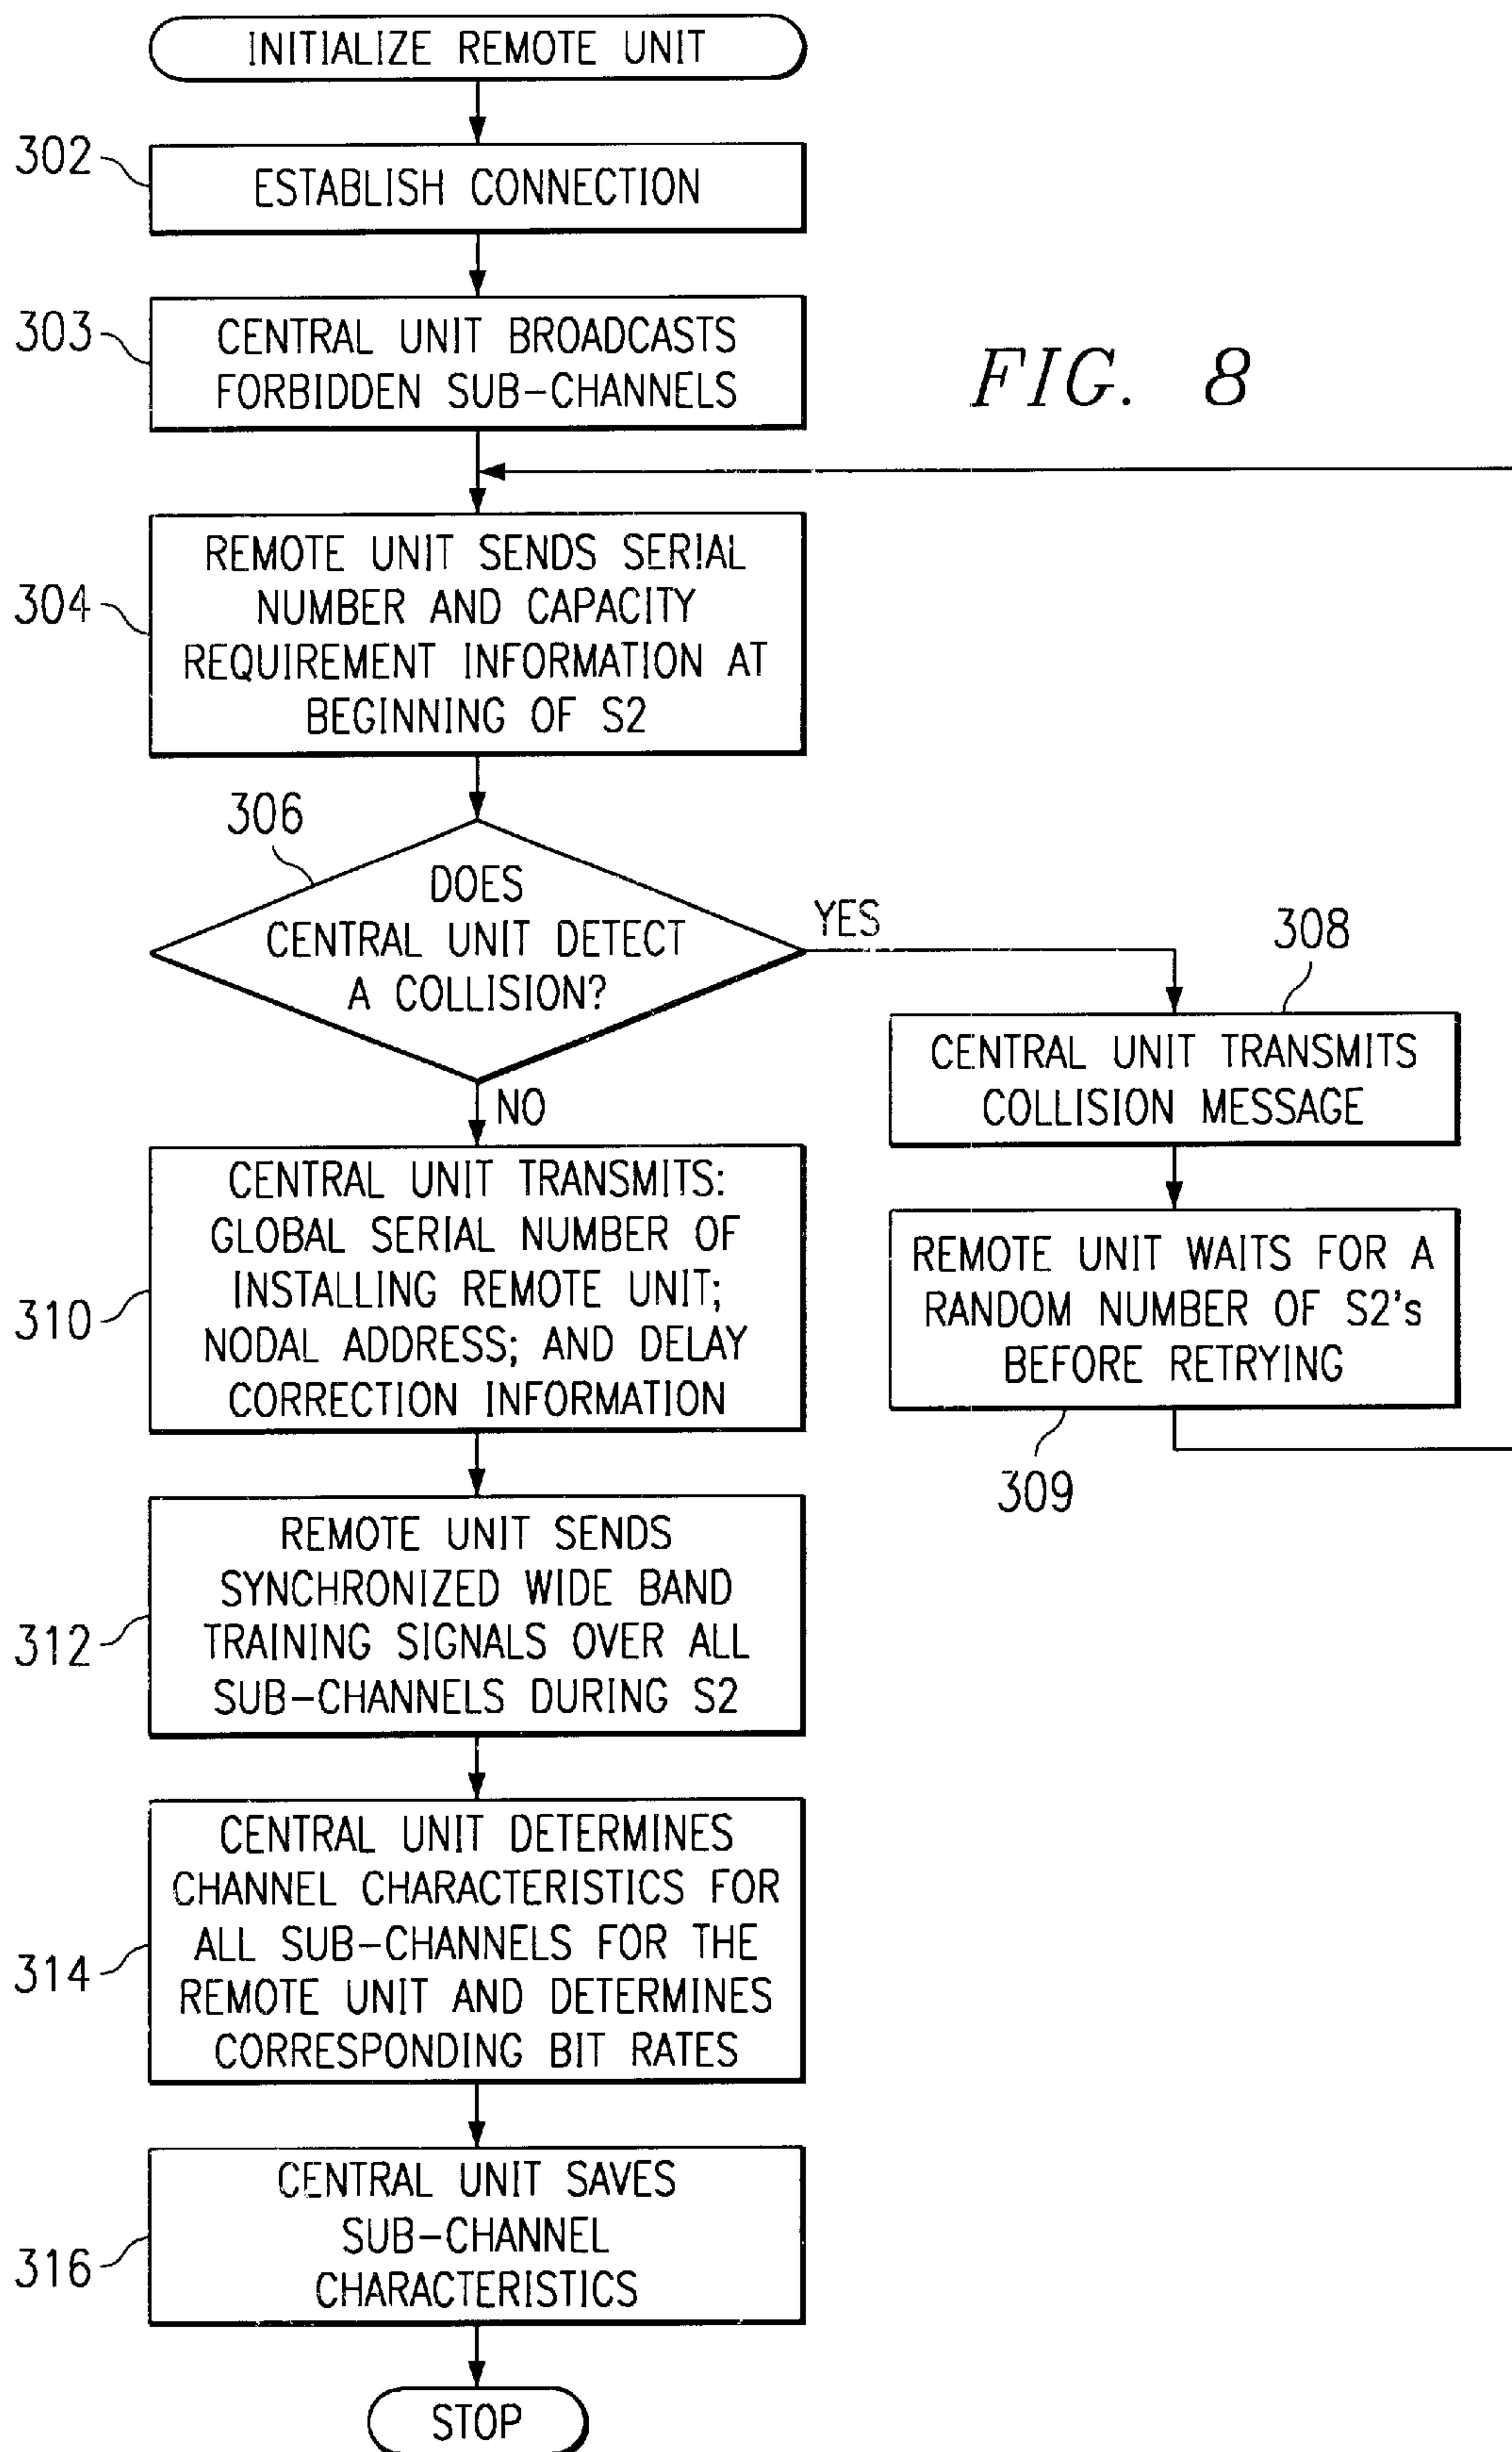 INITIALIZE REMOTE UNIT
302
ESTABLISH CONNECTION
303
CENTRAL UNIT BROADCASTS
FORBIDDEN SUB-CHANNELS
FIG. 8
304
REMOTE UNIT SENDS SERIAL
NUMBER AND CAPACITY
REQUIREMENT INFORMATION AT
BEGINNING OF S2
306
DOES
CENTRAL UNIT DETECT
A COLLISION?
YES
NO
308
CENTRAL UNIT TRANSMITS
COLLISION MESSAGE
REMOTE UNIT WAITS FOR A
RANDOM NUMBER OF S2's
BEFORE RETRYING
309
310
CENTRAL UNIT TRANSMITS:
GLOBAL SERIAL NUMBER OF
INSTALLING REMOTE UNIT;
NODAL ADDRESS; AND DELAY
CORRECTION INFORMATION
312
REMOTE UNIT SENDS
SYNCHRONIZED WIDE BAND
TRAINING SIGNALS OVER ALL
SUB-CHANNELS DURING S2
314
CENTRAL UNIT DETERMINES
CHANNEL CHARACTERISTICS FOR
ALL SUB-CHANNELS FOR THE
REMOTE UNIT AND DETERMINES
CORRESPONDING BIT RATES
316
CENTRAL UNIT SAVES
SUB-CHANNEL
CHARACTERISTICS
STOP